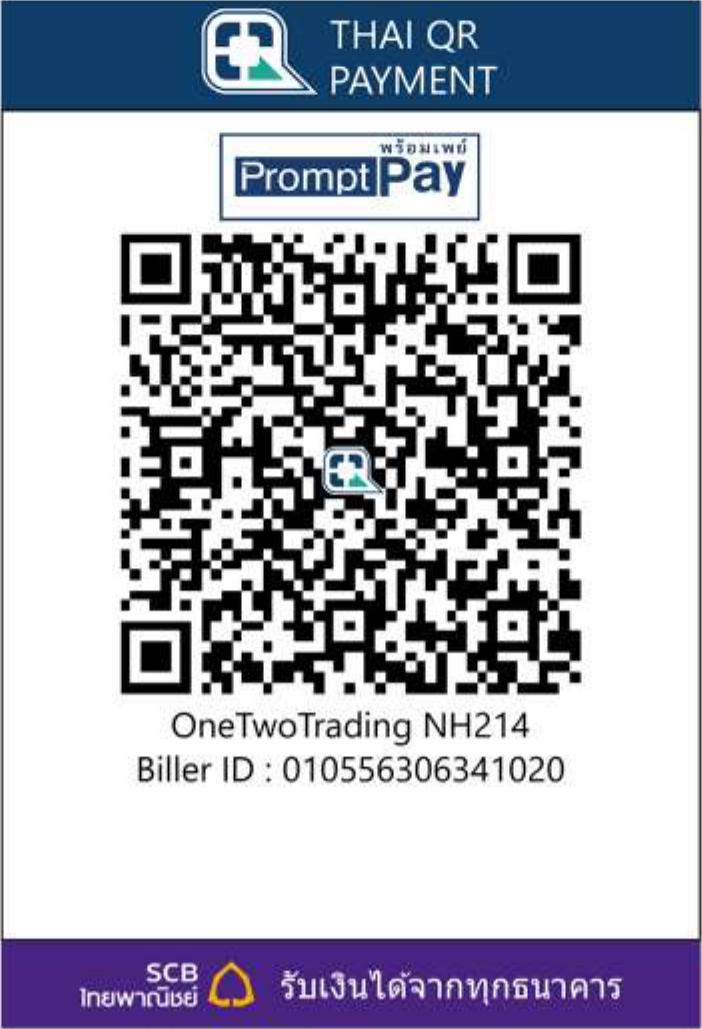 THAI QR
PAYMENT
พร้อมเพย์
PromptPay
OneTwoTrading NH214
Biller ID : 010556306341020
SCB
ไทยพาณิชย์
รับเงินได้จากทุกธนาคาร